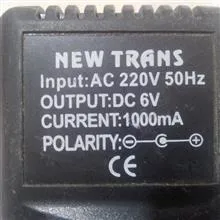 NEW TRANS
Input:AC 220V 50Hz
OUTPUT:DC 6V
CURRENT:1000mA
POLARITY:
CE